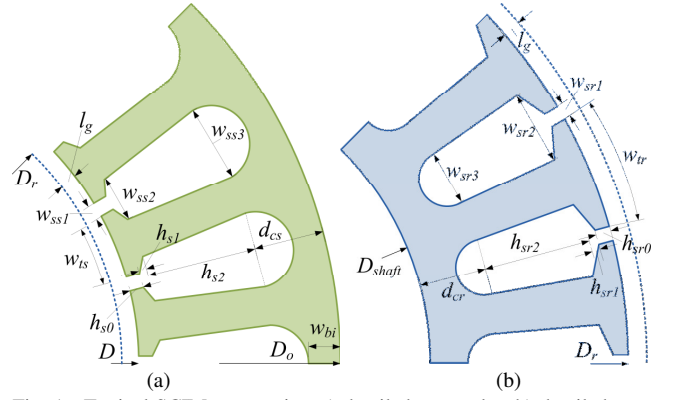 l_g
w_ss3
D_r
w_ss2
w_ss1
h_s1
d_cs
w_ts
h_s2
h_s0
w_bi
D
D_o
(a)
l_g
w_sr1
w_sr2
w_tr
w_sr3
h_sr2
h_sr0
D_shaft
d_cr
h_sr1
D_r
(b)